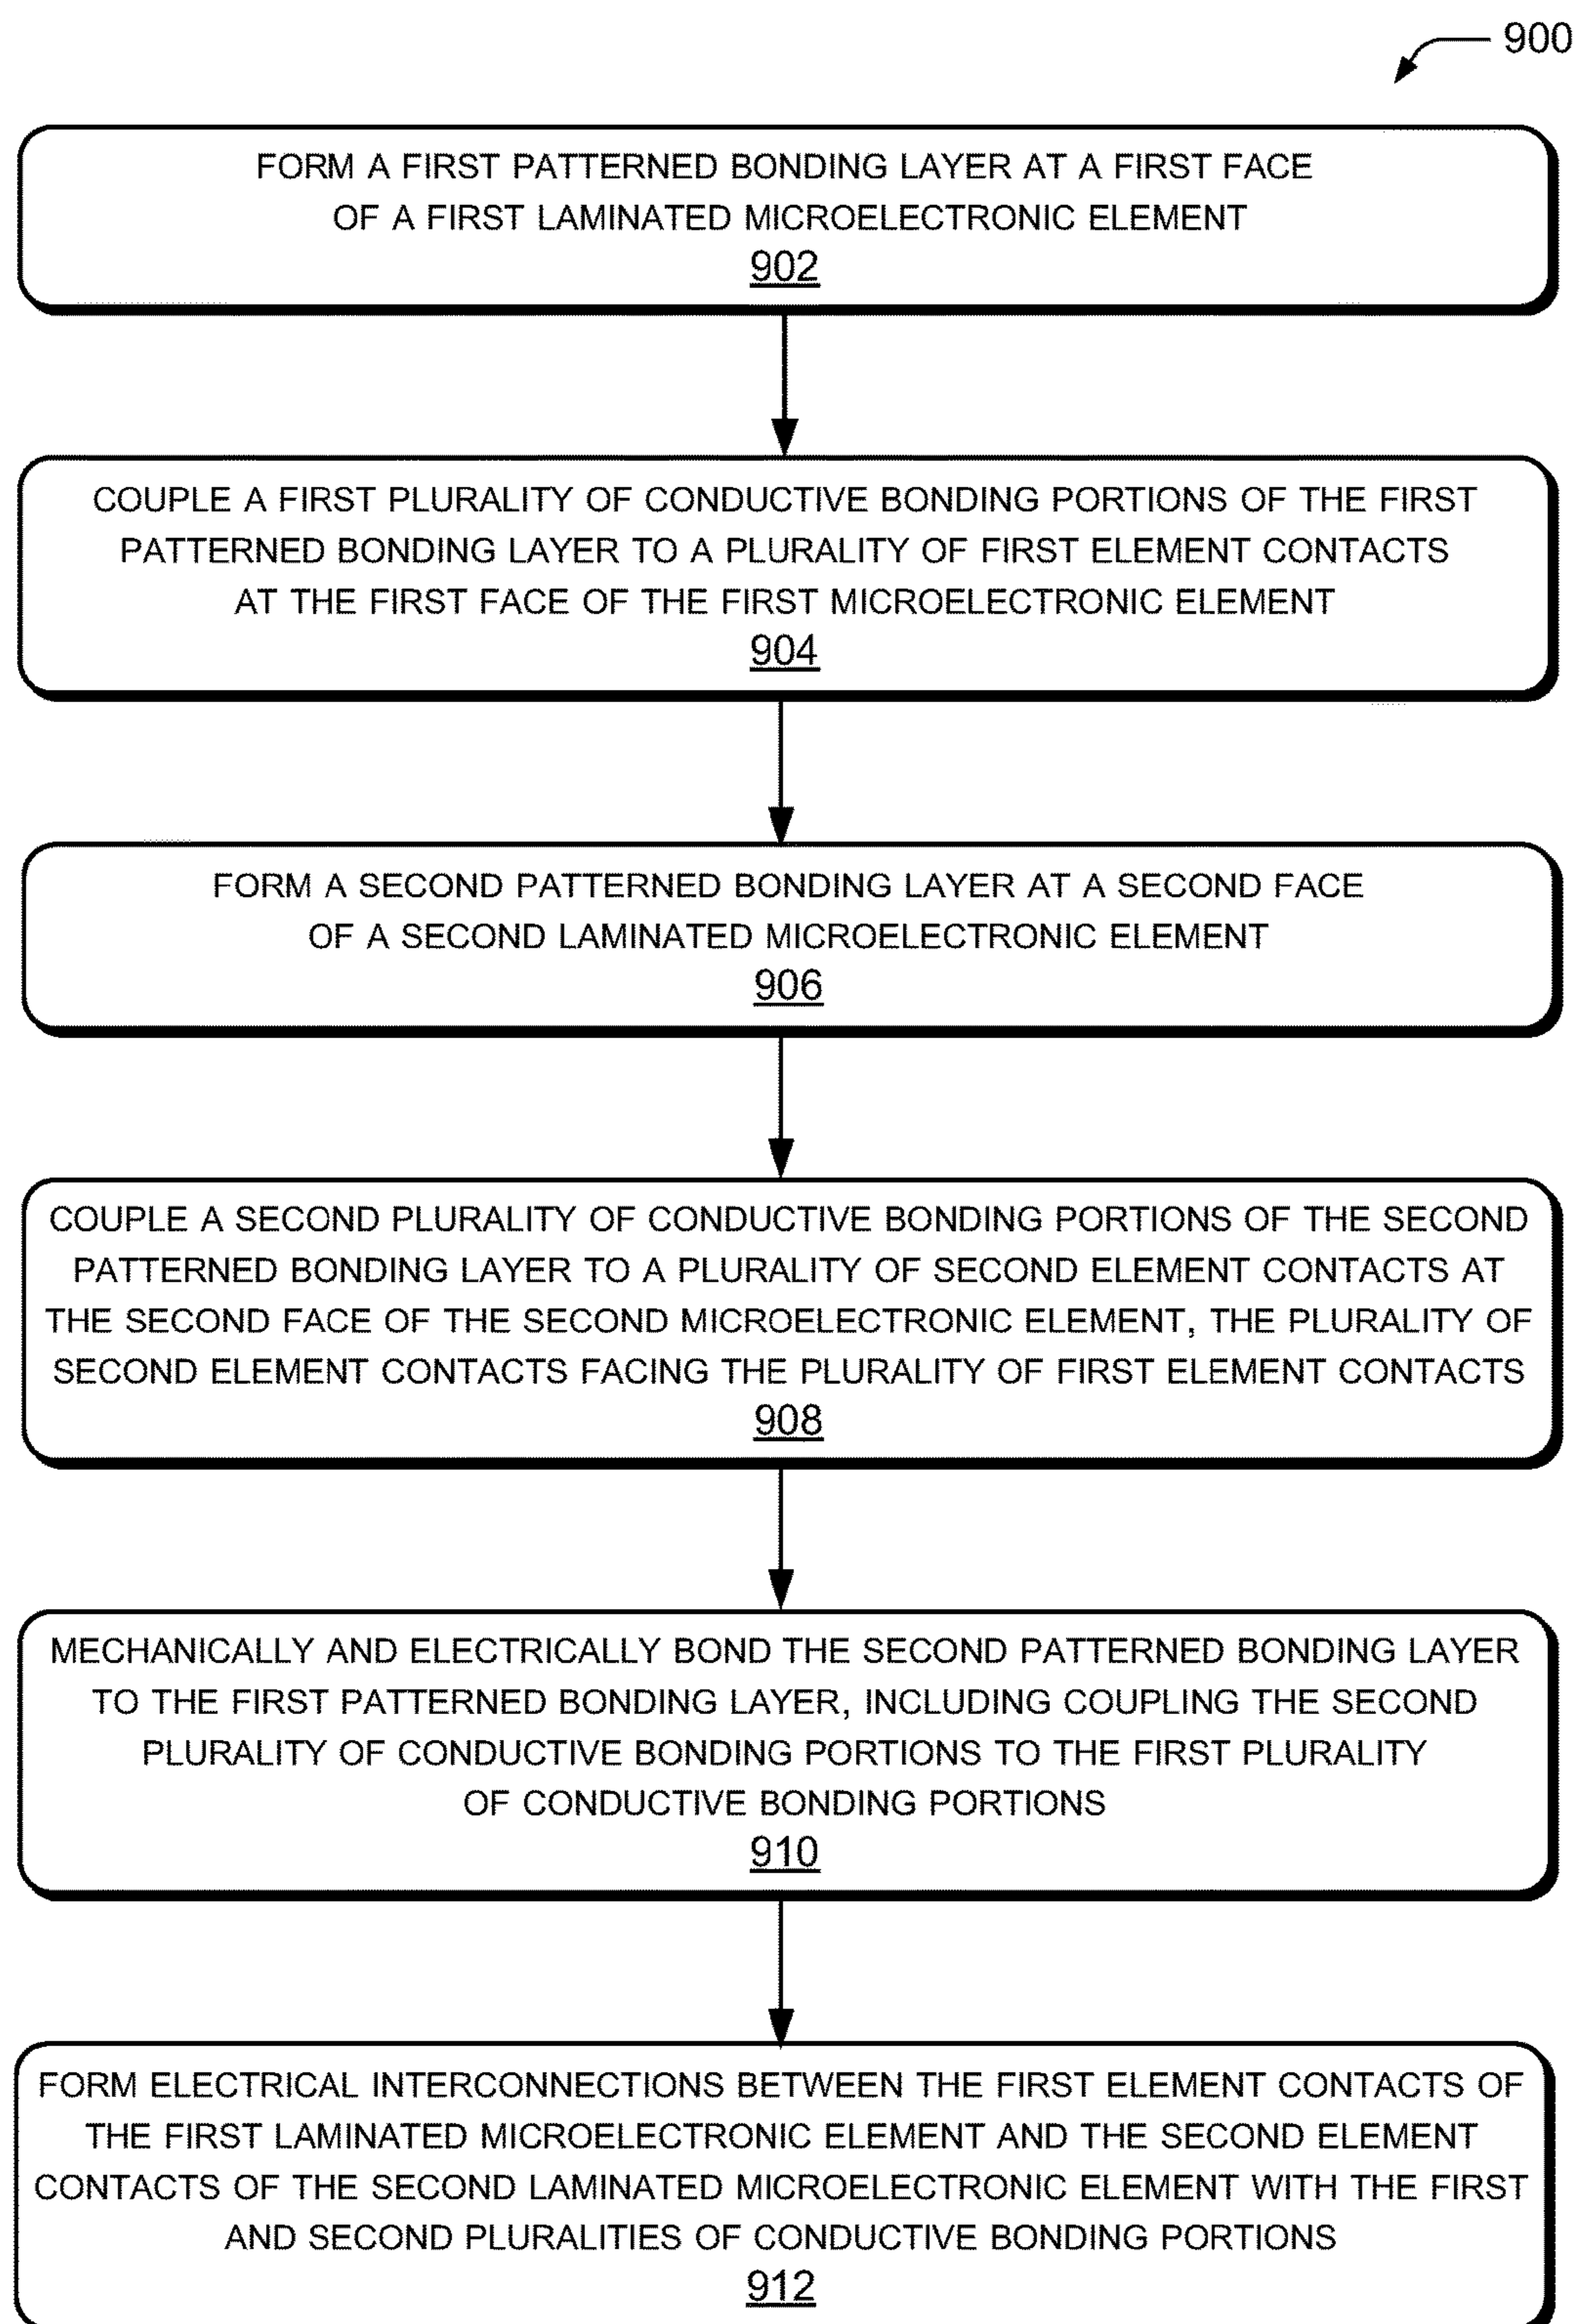 900
FORM A FIRST PATTERNED BONDING LAYER AT A FIRST FACE
OF A FIRST LAMINATED MICROELECTRONIC ELEMENT
902
COUPLE A FIRST PLURALITY OF CONDUCTIVE BONDING PORTIONS OF THE FIRST
PATTERNED BONDING LAYER TO A PLURALITY OF FIRST ELEMENT CONTACTS
AT THE FIRST FACE OF THE FIRST MICROELECTRONIC ELEMENT
904
FORM A SECOND PATTERNED BONDING LAYER AT A SECOND FACE
OF A SECOND LAMINATED MICROELECTRONIC ELEMENT
906
COUPLE A SECOND PLURALITY OF CONDUCTIVE BONDING PORTIONS OF THE SECOND
PATTERNED BONDING LAYER TO A PLURALITY OF SECOND ELEMENT CONTACTS AT
THE SECOND FACE OF THE SECOND MICROELECTRONIC ELEMENT, THE PLURALITY OF
SECOND ELEMENT CONTACTS FACING THE PLURALITY OF FIRST ELEMENT CONTACTS
908
MECHANICALLY AND ELECTRICALLY BOND THE SECOND PATTERNED BONDING LAYER
TO THE FIRST PATTERNED BONDING LAYER, INCLUDING COUPLING THE SECOND
PLURALITY OF CONDUCTIVE BONDING PORTIONS TO THE FIRST PLURALITY
OF CONDUCTIVE BONDING PORTIONS
910
FORM ELECTRICAL INTERCONNECTIONS BETWEEN THE FIRST ELEMENT CONTACTS OF
THE FIRST LAMINATED MICROELECTRONIC ELEMENT AND THE SECOND ELEMENT
CONTACTS OF THE SECOND LAMINATED MICROELECTRONIC ELEMENT WITH THE FIRST
AND SECOND PLURALITIES OF CONDUCTIVE BONDING PORTIONS
912